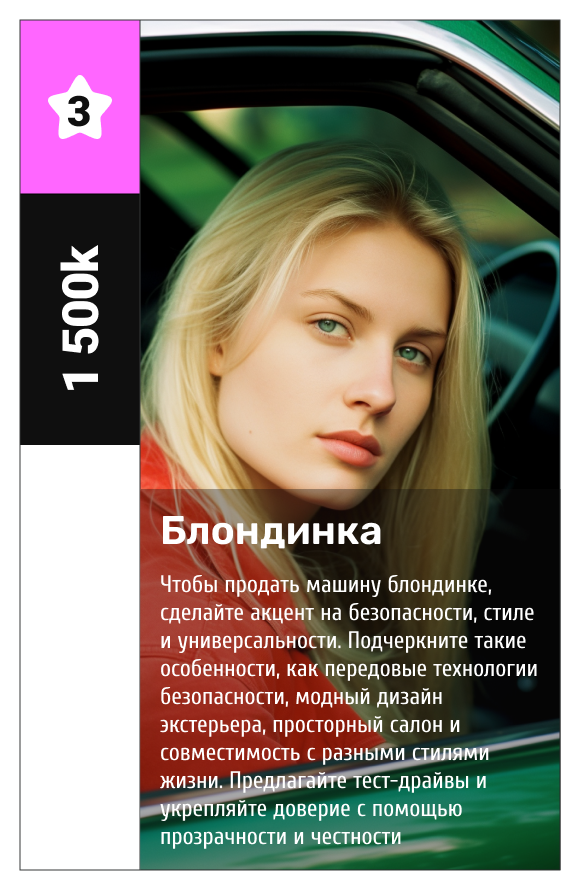 3
1 500k
Блондинка
Чтобы продать машину блондинке,
сделайте акцент на безопасности, стиле
и универсальности. Подчеркните такие
особенности, как передовые технологии
безопасности, модный дизайн
экстерьера, просторный салон и
совместимость с разными стилями
жизни. Предлагайте тест-драйвы и
укрепляйте доверие с помощью
прозрачности и честности